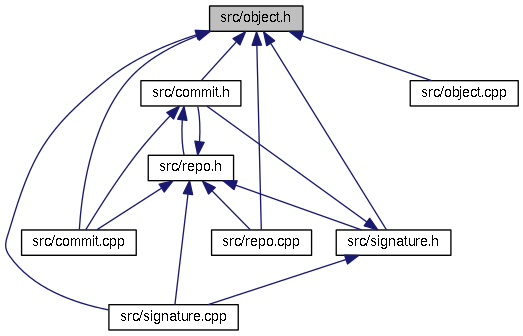 src/object.h
src/commit.h
src/object.cpp
src/repo.h
src/commit.cpp
src/repo.cpp
src/signature.h
src/signature.cpp